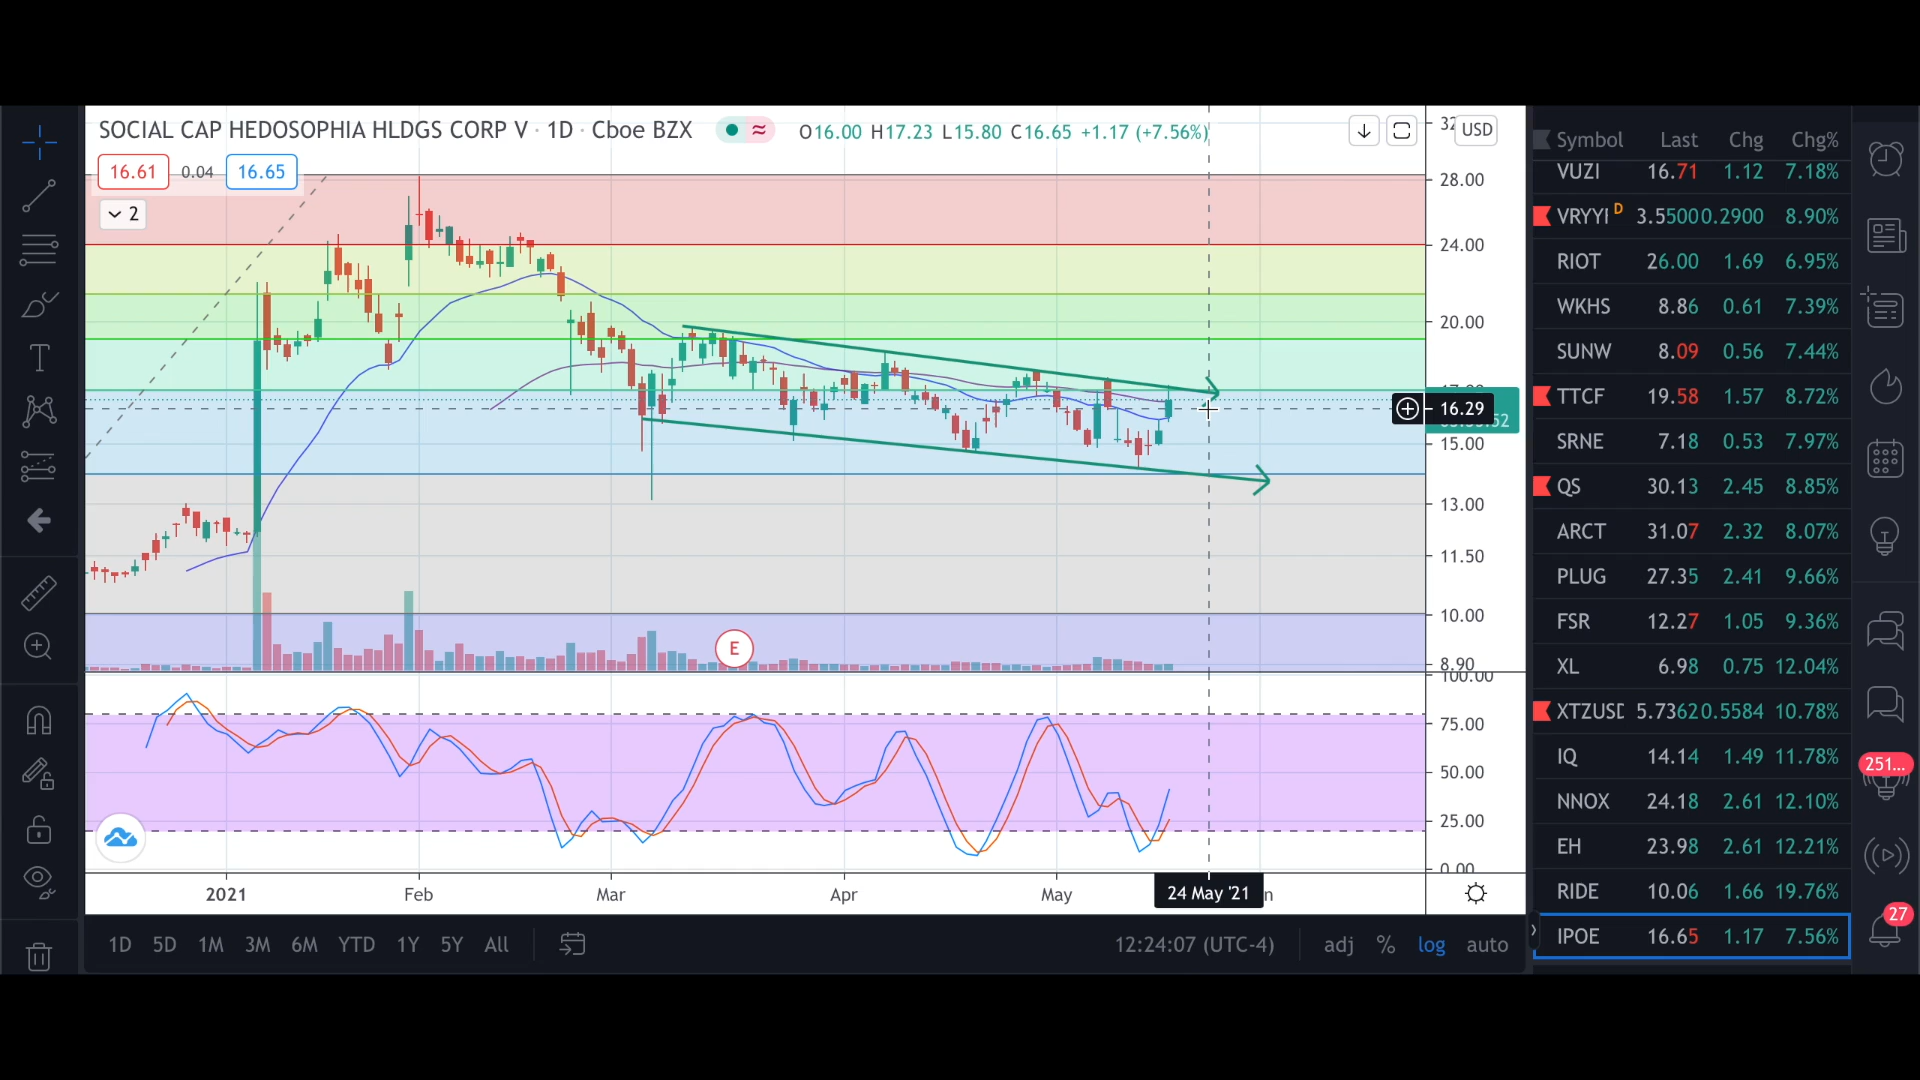 SOCIAL CAP HEDOSOPHIA HLDGS CORP V · 1D · Cboe BZX ≈ O16.00 H17.23 L15.80 C16.65 +1.17 (+7.56%)
USD
16.61 0.04 16.65
2
28.00
24.00
20.00
16.29
15.00
13.00
11.50
10.00
8.90
E
100.00
75.00
50.00
25.00
0.00
2021 Feb Mar Apr May 24 May '21
1D 5D 1M 3M 6M YTD 1Y 5Y All 12:24:07 (UTC-4) adj % log auto
Symbol Last Chg Chg%
VUZI 16.71 1.12 7.18%
VRYYF D 3.55000 0.2900 8.90%
RIOT 26.00 1.69 6.95%
WKHS 8.86 0.61 7.39%
SUNW 8.09 0.56 7.44%
TTCF 19.58 1.57 8.72%
SRNE 7.18 0.53 7.97%
QS 30.13 2.45 8.85%
ARCT 31.07 2.32 8.07%
PLUG 27.35 2.41 9.66%
FSR 12.27 1.05 9.36%
XL 6.98 0.75 12.04%
XTZUSD 5.7362 0.5584 10.78%
IQ 14.14 1.49 11.78%
NNOX 24.18 2.61 12.10%
EH 23.98 2.61 12.21%
RIDE 10.06 1.66 19.76%
IPOE 16.65 1.17 7.56%
251...
27